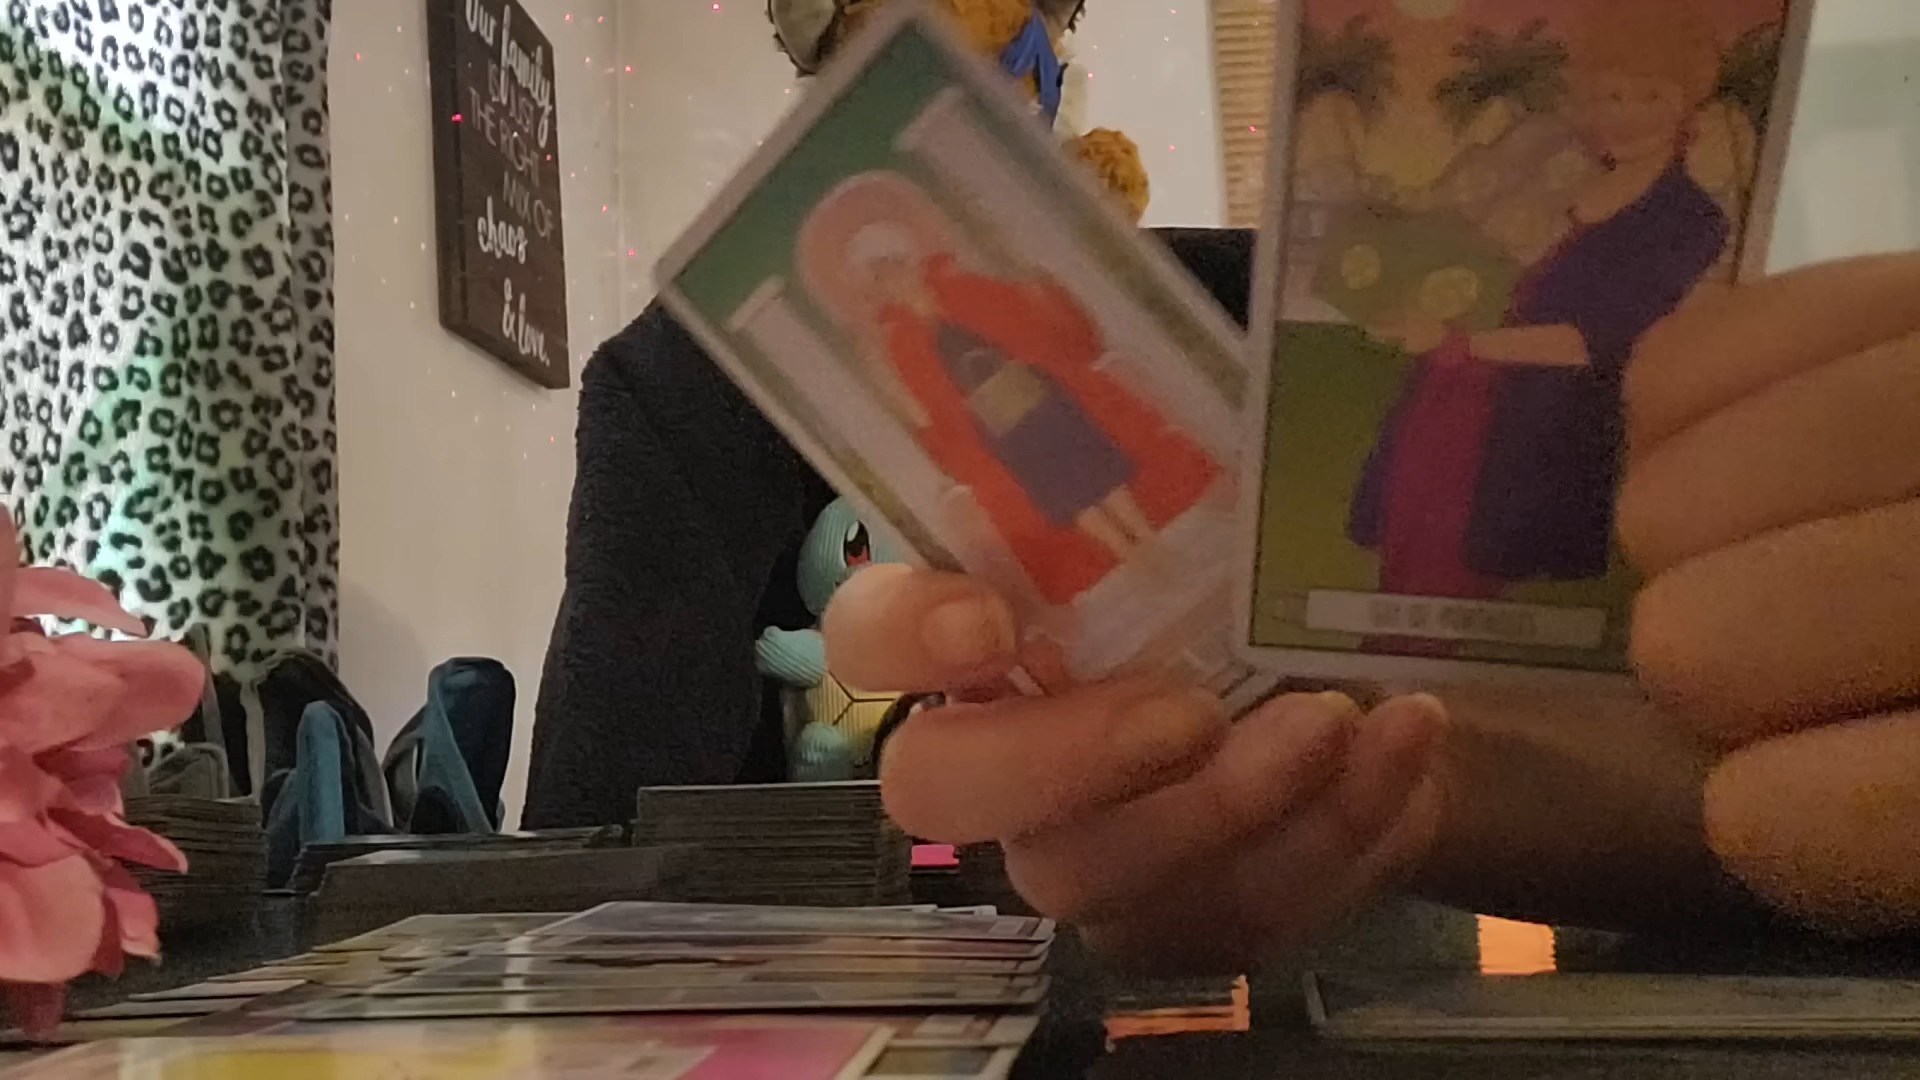 Our family
IS JUST
THE RIGHT
MIX OF
chaos
& love.